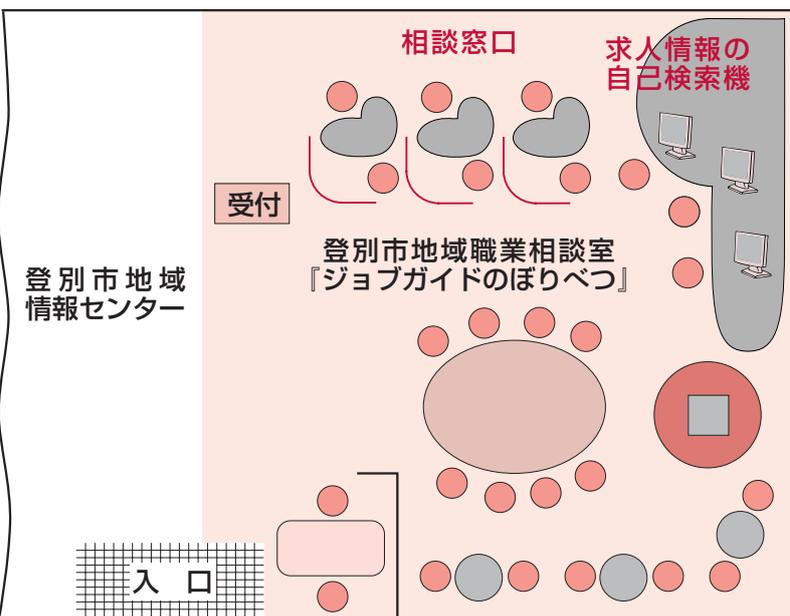 相談窓口
求人情報の
自己検索機
受付
登別市地域職業相談室
『ジョブガイドのぼりべつ』
登別市地域
情報センター
入　口